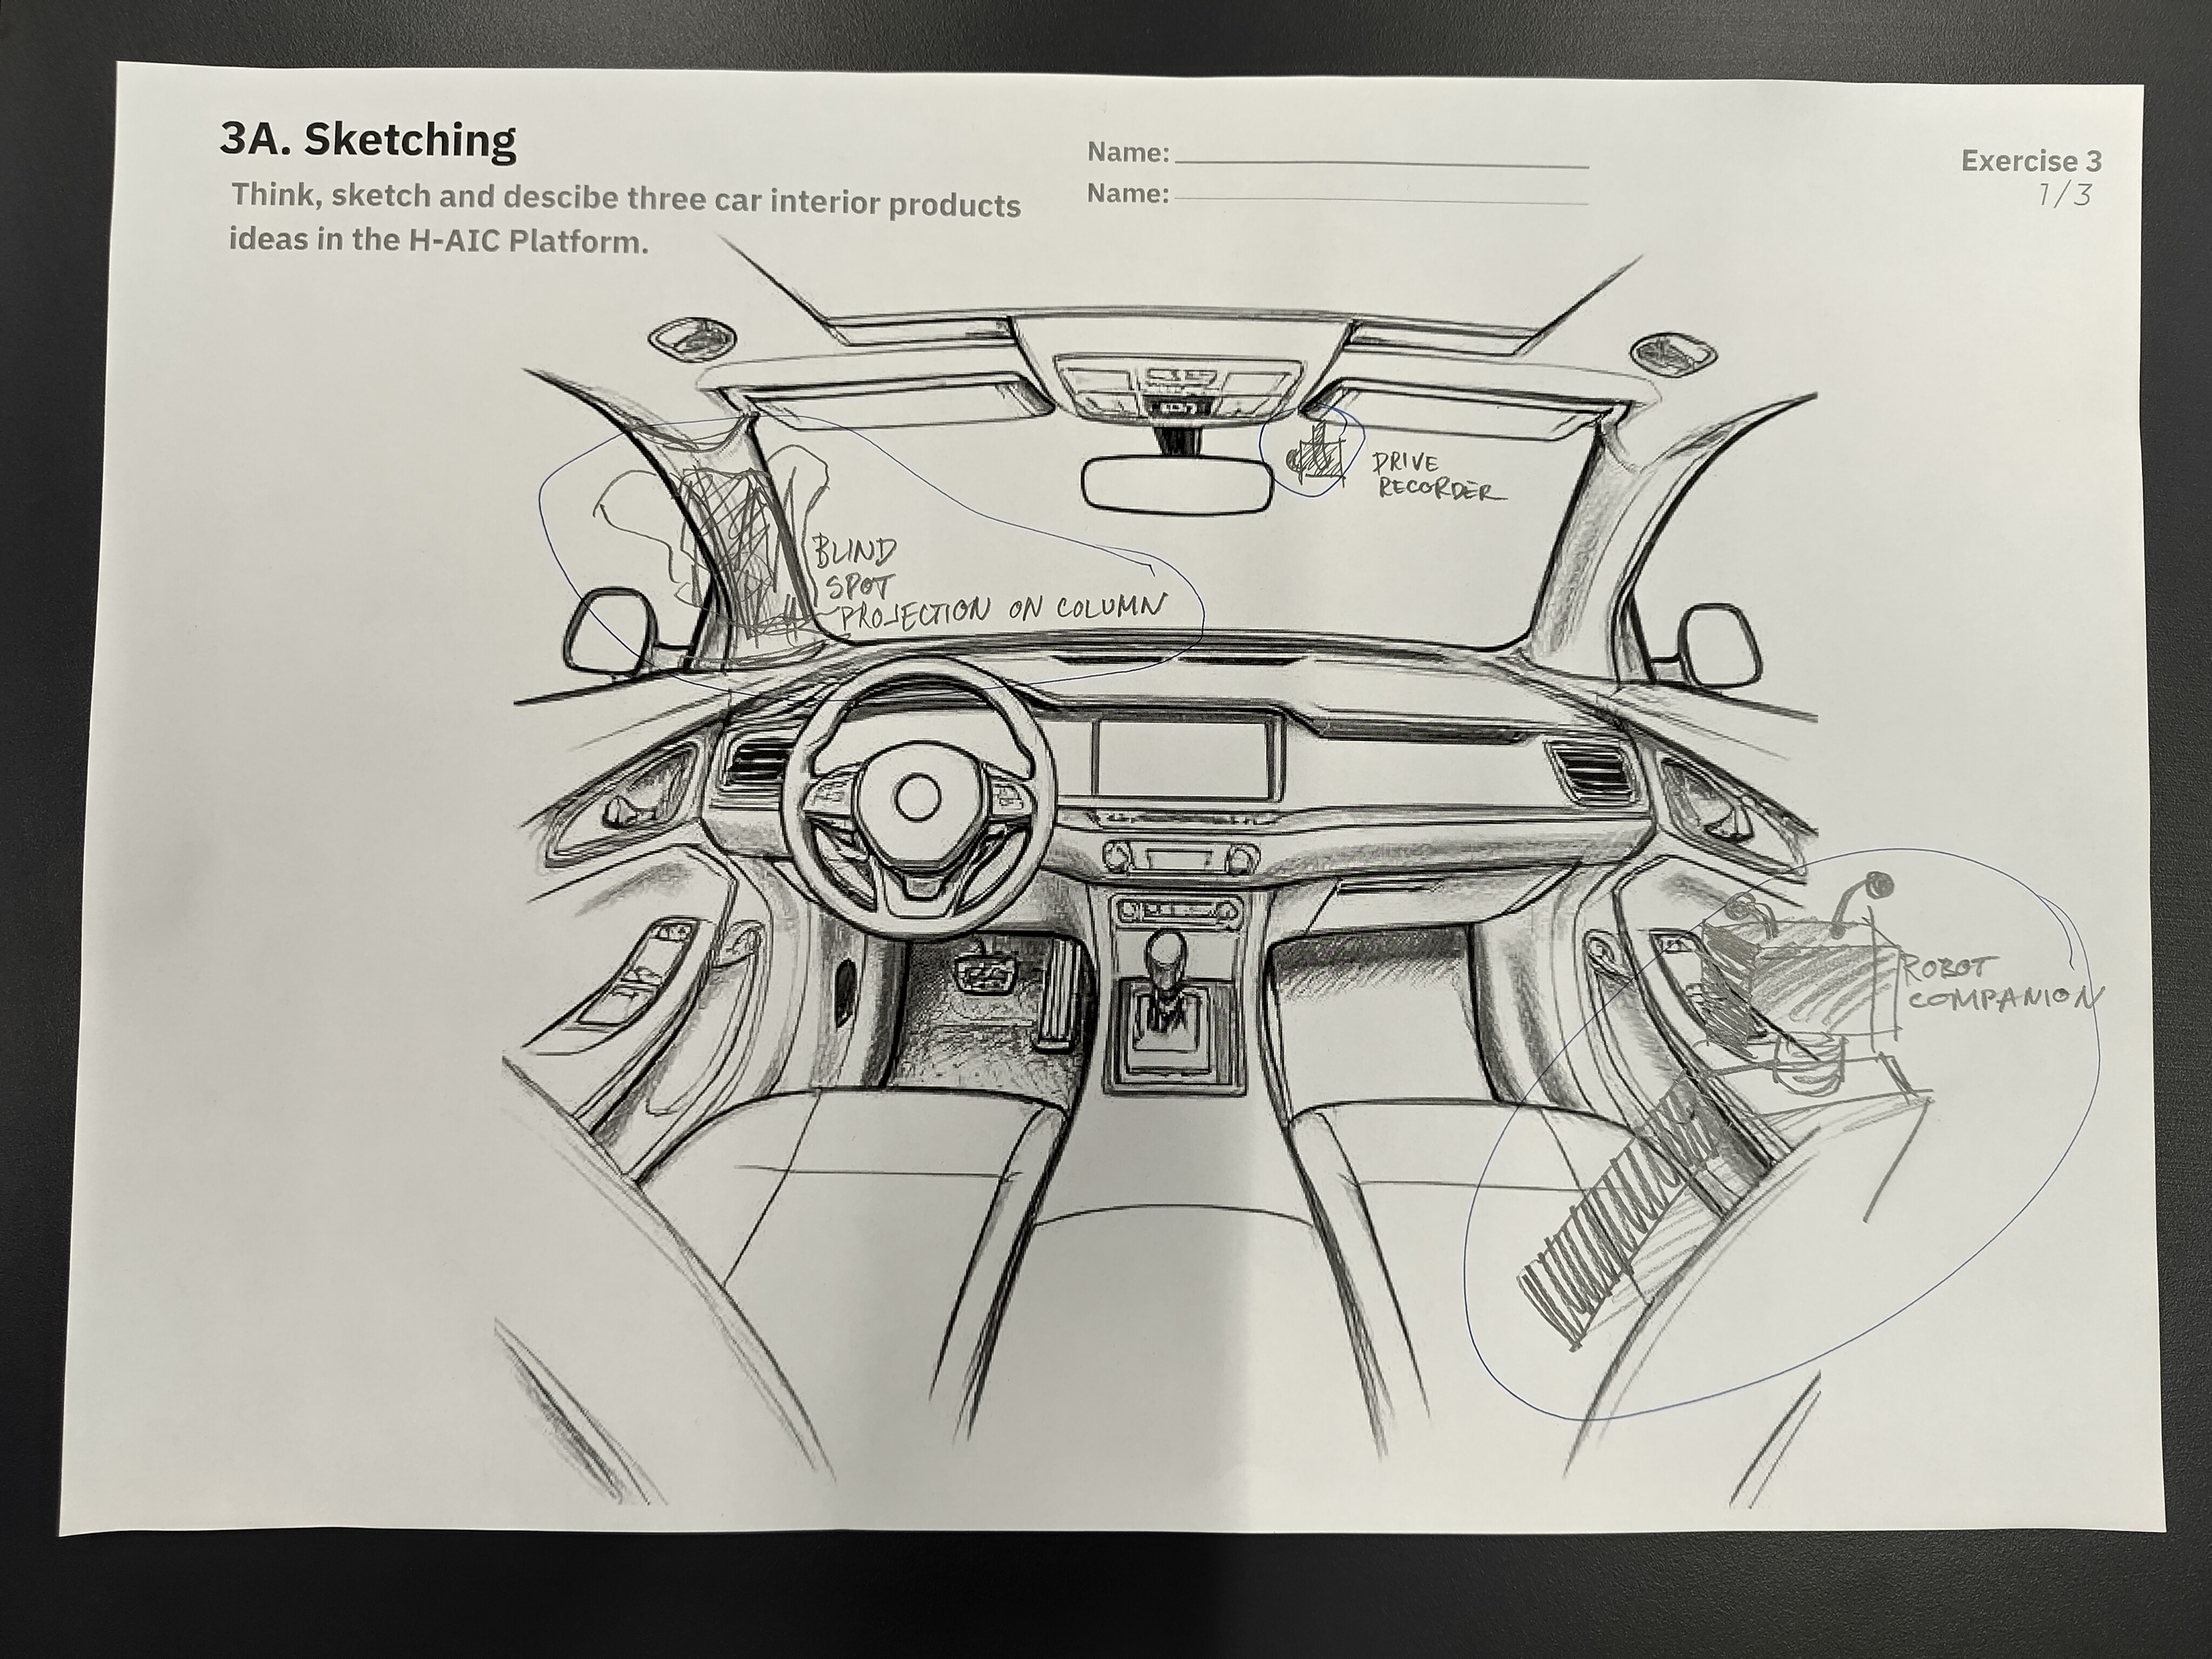 3A. Sketching
Think, sketch and descibe three car interior products
ideas in the H-AIC Platform.
Name:
Name:
Exercise 3
1/3
BLIND
SPOT
PROJECTION ON COLUMN
DRIVE
RECORDER
ROBOT
COMPANION